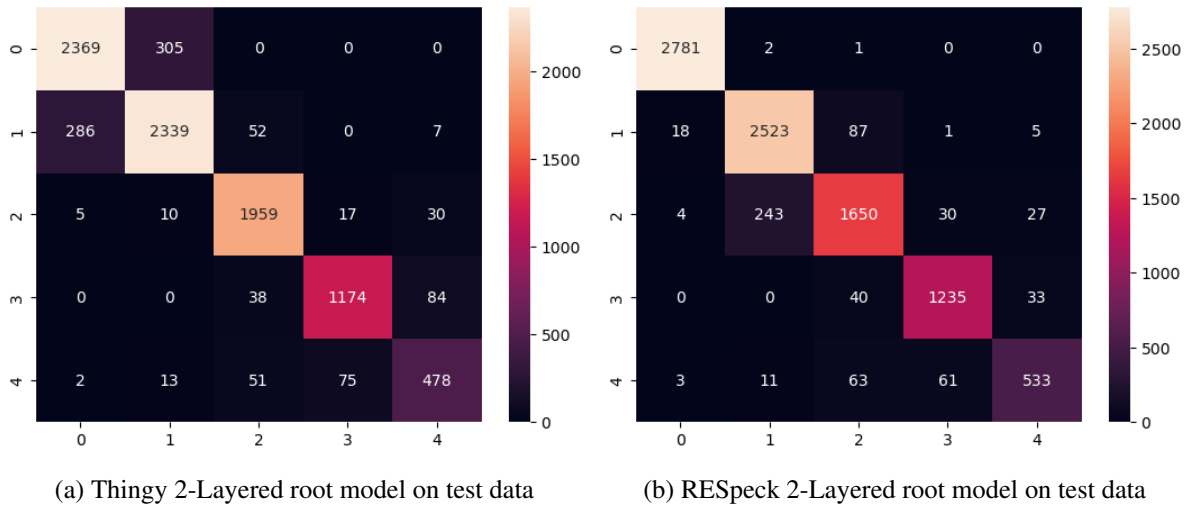 0 2369 305 0 0 0
1 286 2339 52 0 7
2 5 10 1959 17 30
3 0 0 38 1174 84
4 2 13 51 75 478
0 1 2 3 4
2000
1500
1000
500
0
(a) Thingy 2-Layered root model on test data
0 2781 2 1 0 0
1 18 2523 87 1 5
2 4 243 1650 30 27
3 0 0 40 1235 33
4 3 11 63 61 533
0 1 2 3 4
2500
2000
1500
1000
500
0
(b) RESpeck 2-Layered root model on test data